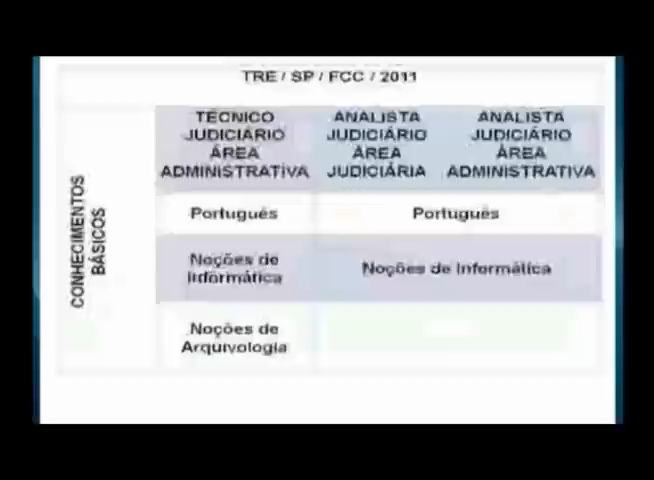 TRE / SP / FCC / 2011
TÉCNICO
JUDICIÁRIO
ÁREA
ADMINISTRATIVA
ANALISTA
JUDICIÁRIO
ÁREA
JUDICIÁRIA
ANALISTA
JUDICIÁRIO
ÁREA
ADMINISTRATIVA
CONHECIMENTOS
BÁSICOS
Português
Português
Noções de
Informática
Noções de Informática
Noções de
Arquivologia